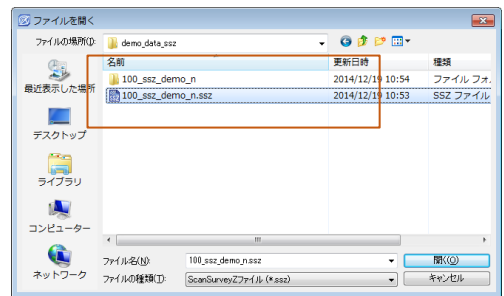 ファイルを開く
ファイルの場所(I):
demo_data_ssz
名前
更新日時
種類
100_ssz_demo_n
2014/12/19 10:54
ファイル フォ.
100_ssz_demo_n.ssz
2014/12/19 10:53
SSZ ファイル
最近表示した場所
デスクトップ
ライブラリ
コンピューター
ネットワーク
ファイル名(N):
100_ssz_demo_n.ssz
開く(O)
ファイルの種類(T):
ScanSurveyZファイル (*.ssz)
キャンセル